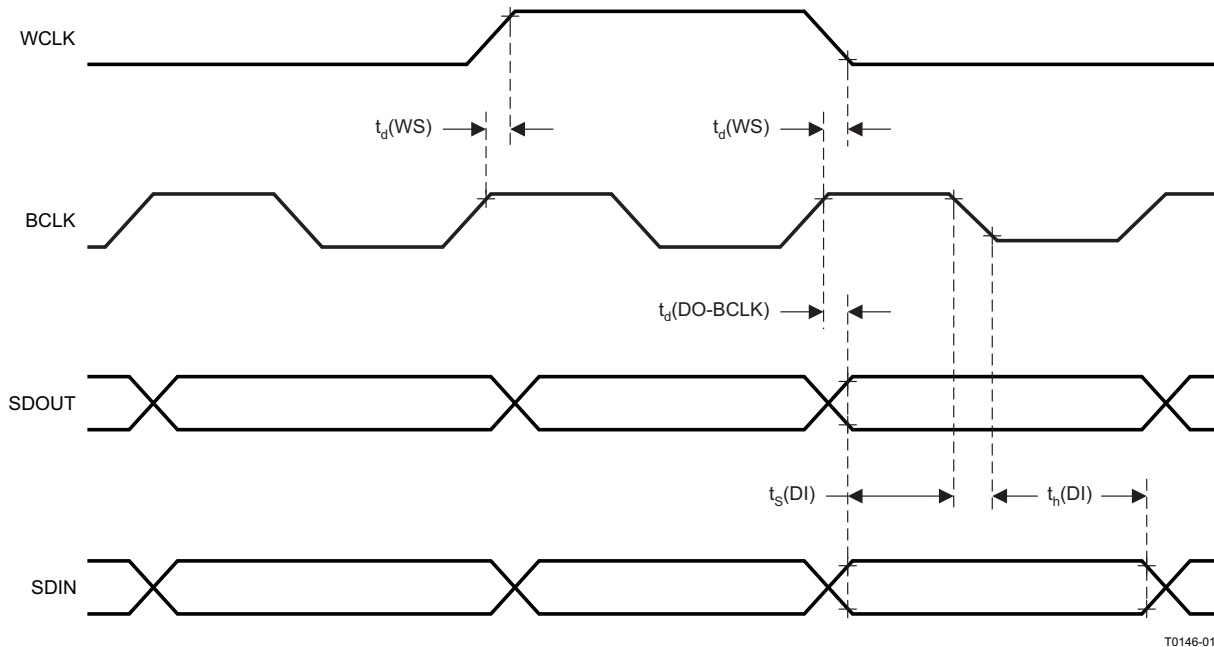 WCLK
td(WS) td(WS)
BCLK
td(DO-BCLK)
SDOUT
tS(DI) th(DI)
SDIN
T0146-01